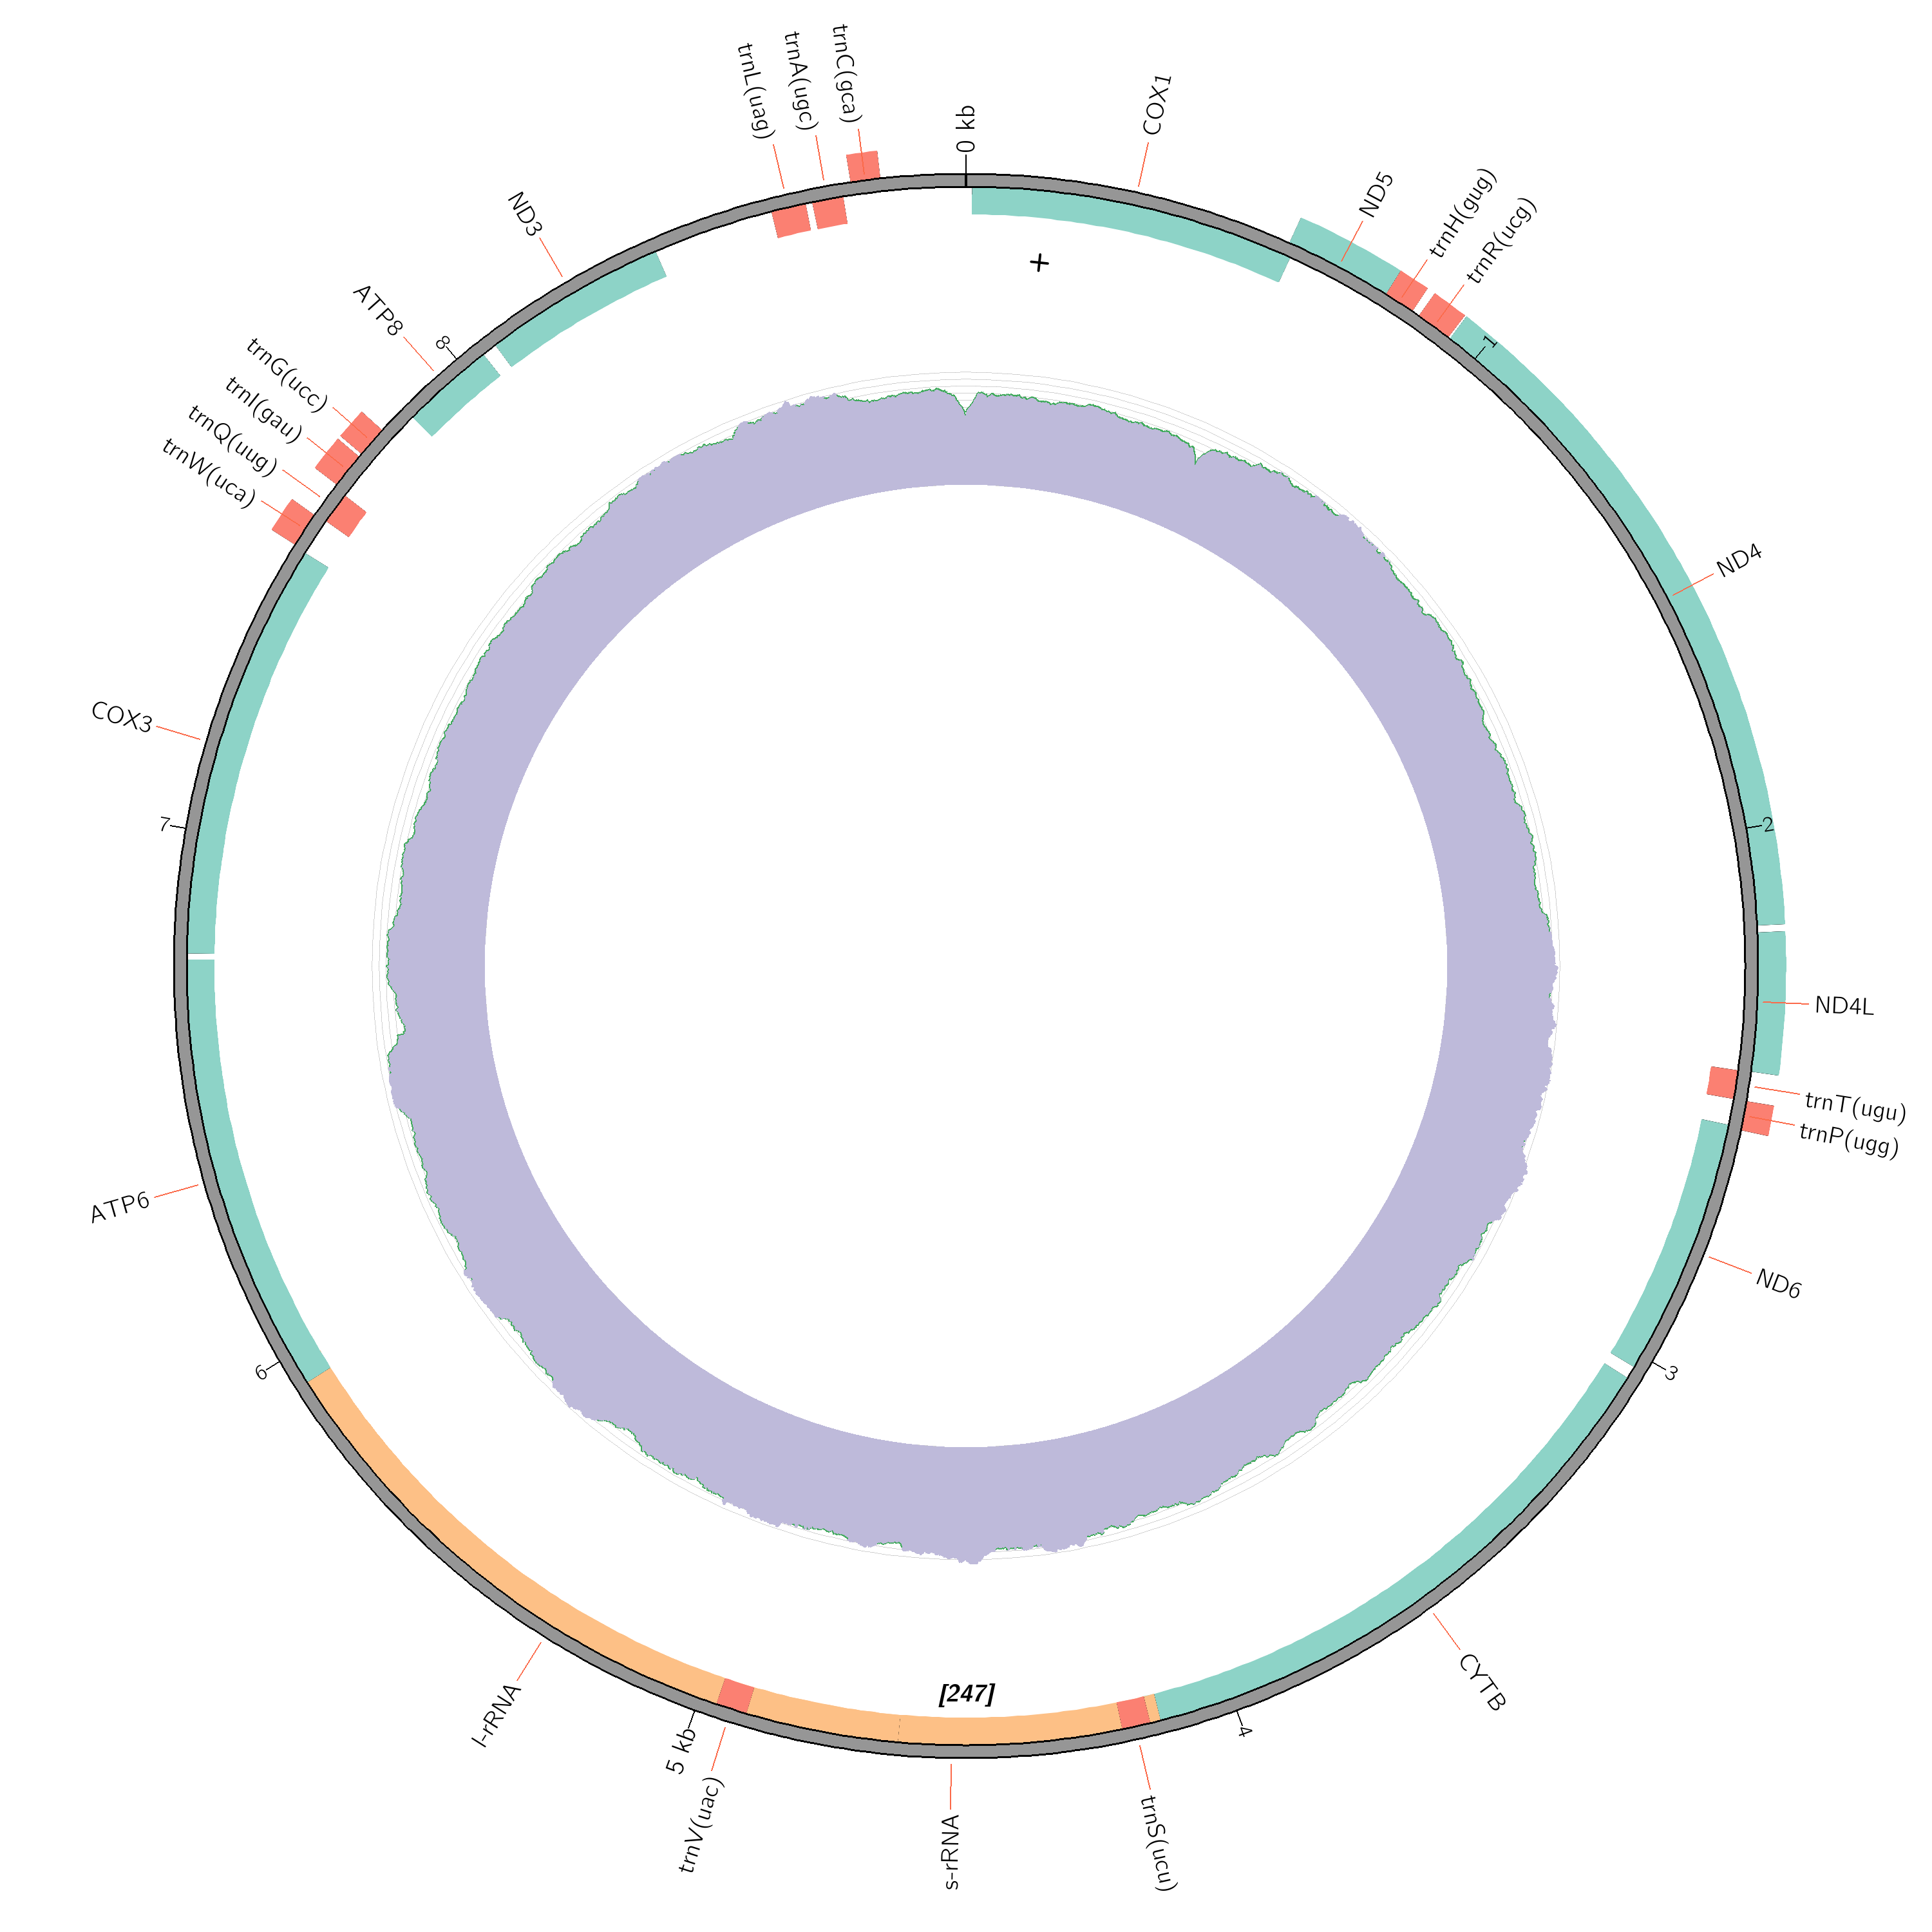 0 kb
COX1
ND5
trnH(gug)
trnR(ucg)
1
ND4
2
ND4L
trnT(ugu)
trnP(ugg)
ND6
3
CYTB
4
trnS(ucu)
s-rRNA
[247]
trnV(uac)
5 kb
l-rRNA
6
ATP6
7
COX3
trnW(uca)
trnQ(uug)
trnI(gau)
trnG(ucc)
8
ATP8
ND3
trnL(uag)
trnA(ugc)
trnC(gca)
+